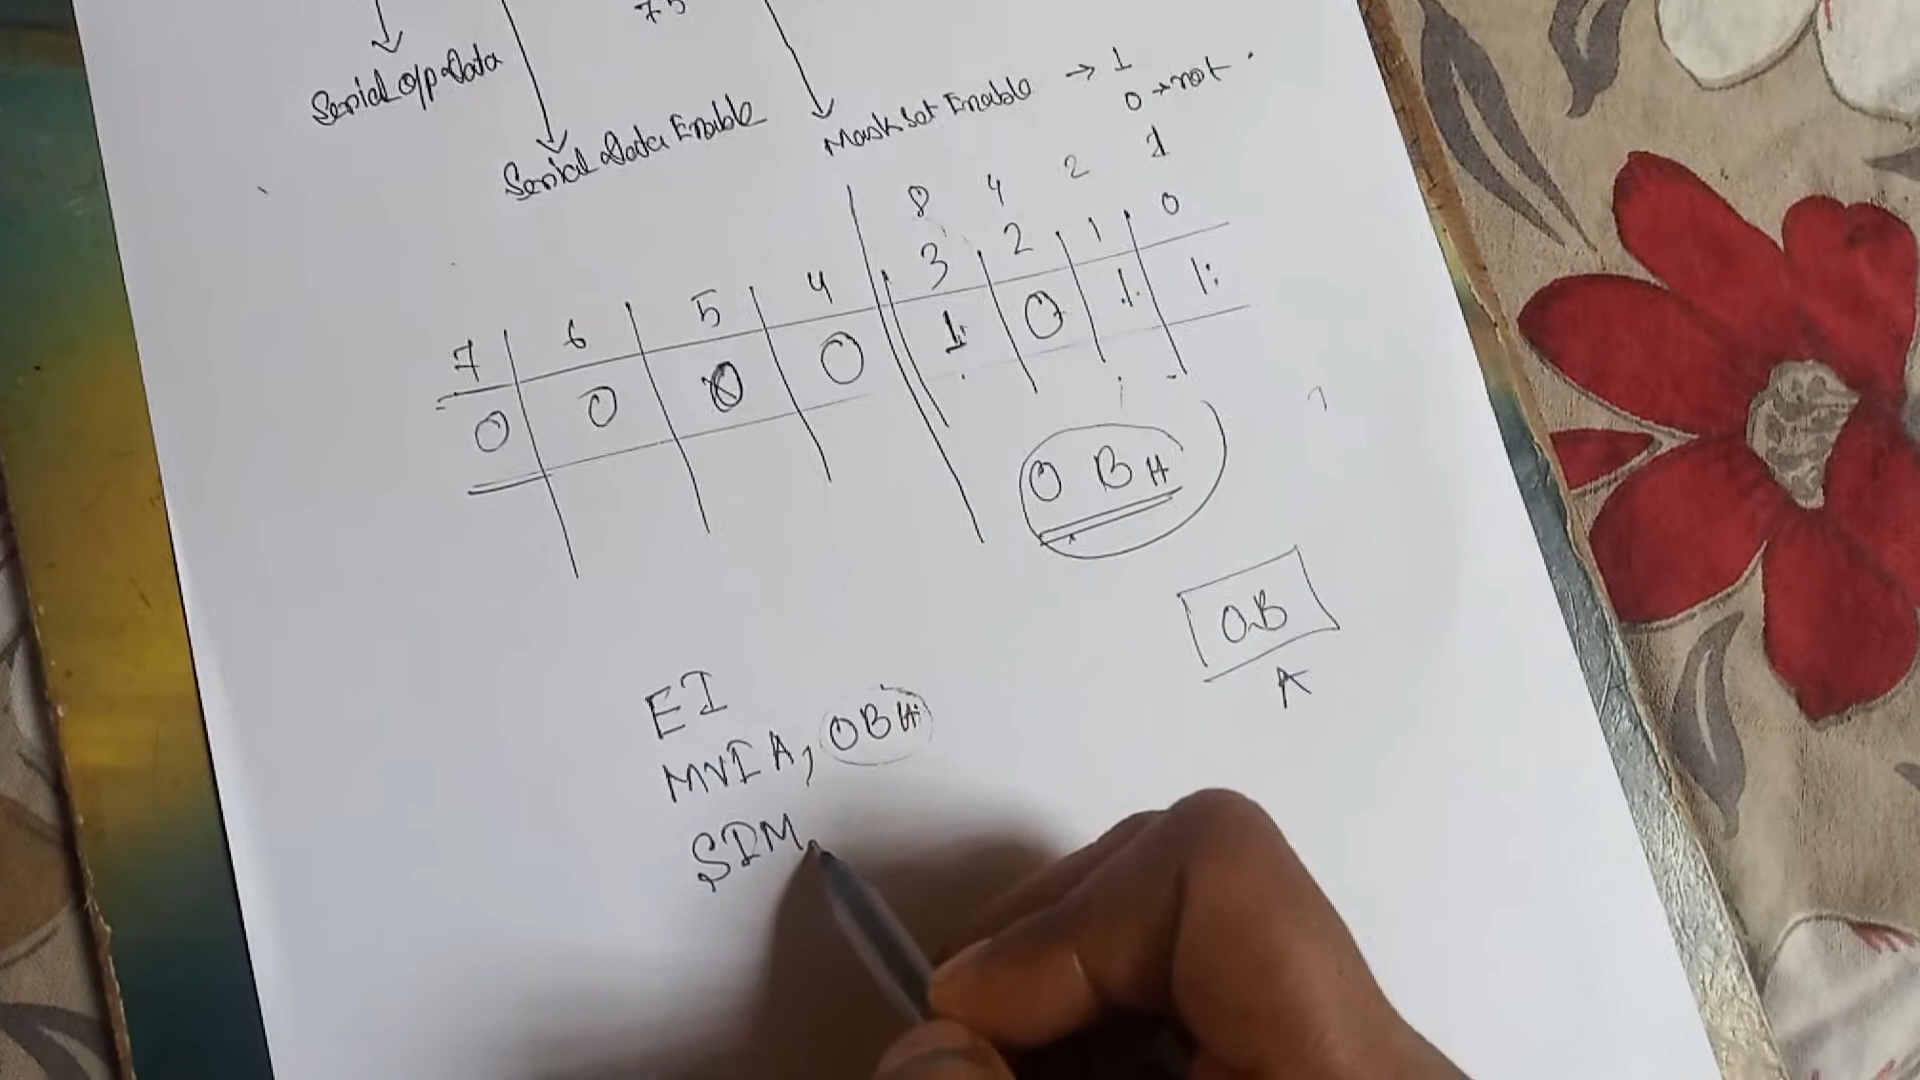 75
Serial o/p Data
Serial Data Enable
Mask Set Enable → 1
0 → not
8 4 2 1
7 6 5 4 3 2 1 0
0 0 0 0 1 0 1 1
0 B H
0B
A
EI
MVI A, 0BH
SIM